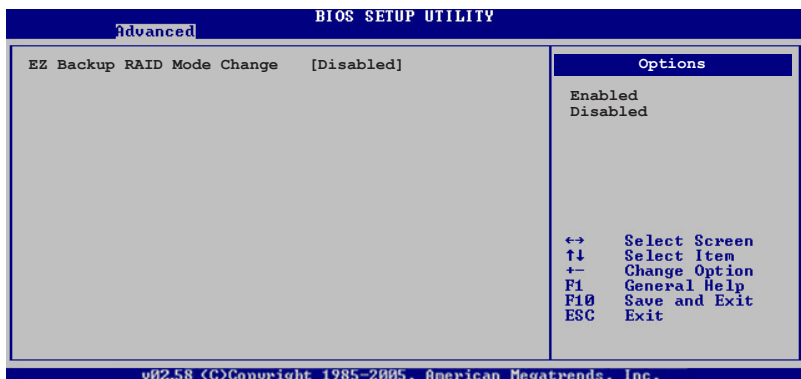 BIOS SETUP UTILITY
Advanced
EZ Backup RAID Mode Change [Disabled]
Options
Enabled
Disabled
←→ Select Screen
↑↓ Select Item
+- Change Option
F1 General Help
F10 Save and Exit
ESC Exit
v02.58 (C)Copyright 1985-2005, American Megatrends, Inc.